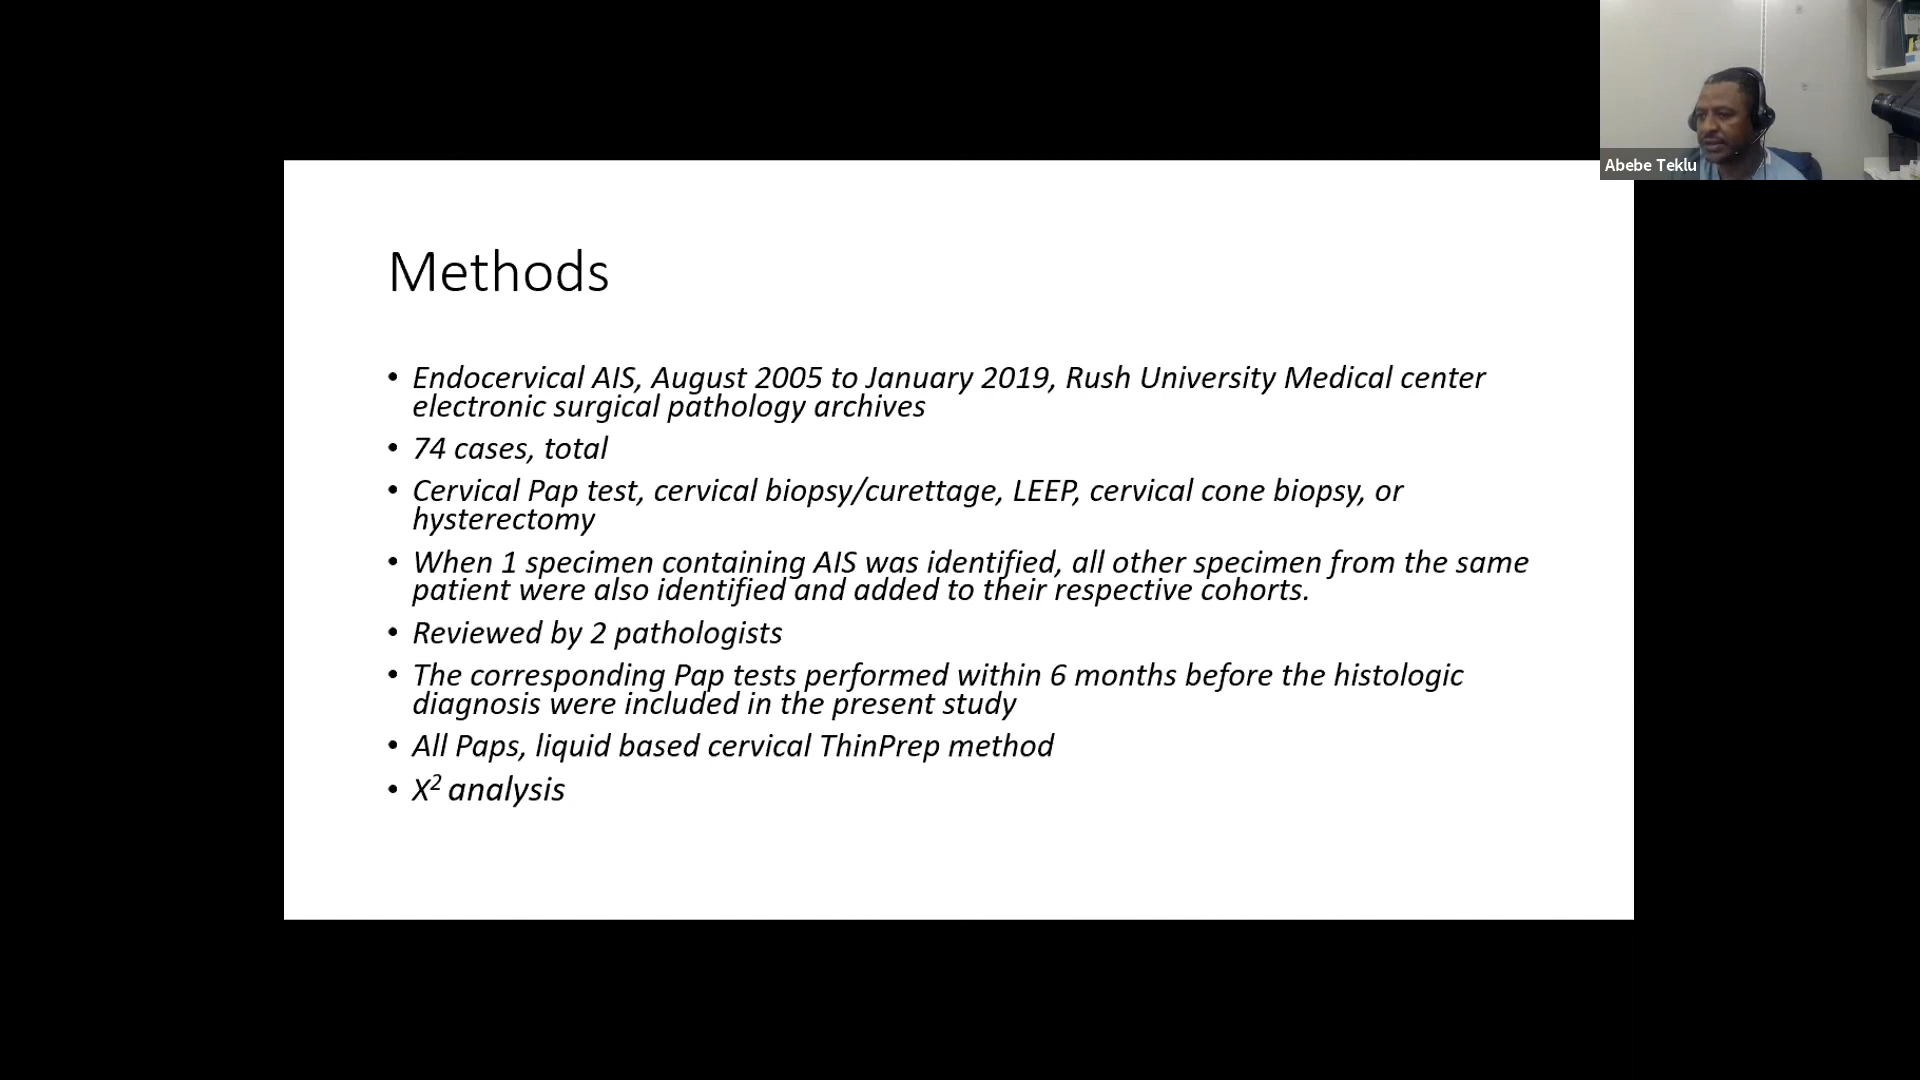 Abebe Teklu
Methods
• Endocervical AIS, August 2005 to January 2019, Rush University Medical center
electronic surgical pathology archives
• 74 cases, total
• Cervical Pap test, cervical biopsy/curettage, LEEP, cervical cone biopsy, or
hysterectomy
• When 1 specimen containing AIS was identified, all other specimen from the same
patient were also identified and added to their respective cohorts.
• Reviewed by 2 pathologists
• The corresponding Pap tests performed within 6 months before the histologic
diagnosis were included in the present study
• All Paps, liquid based cervical ThinPrep method
• X² analysis